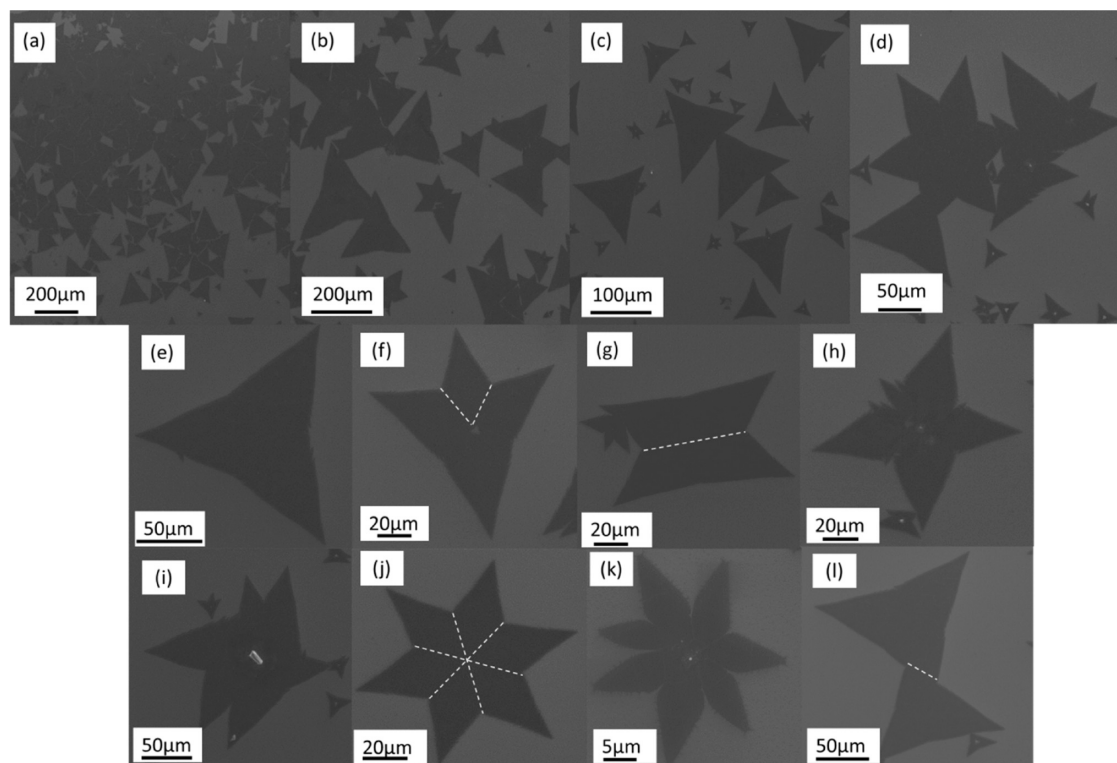 (a)
(b)
(c)
(d)
200µm
200µm
100µm
50µm
(e)
(f)
(g)
(h)
50µm
20µm
20µm
20µm
(i)
(j)
(k)
(l)
50µm
20µm
5µm
50µm